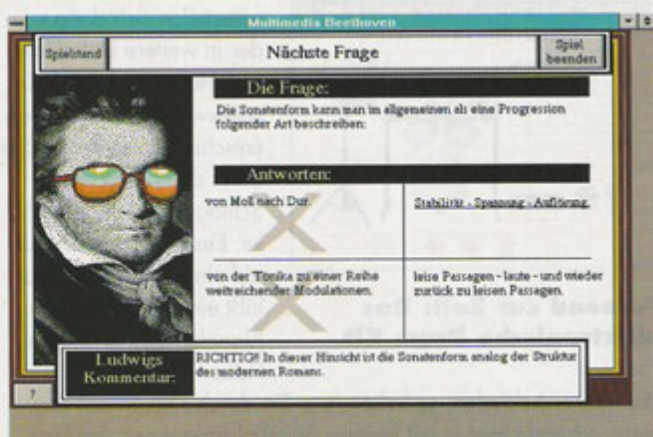 Multimedia Beethoven
Spielstand
Nächste Frage
Spiel
beenden
Die Frage:
Die Sonatenform kann man im allgemeinen als eine Progression
folgender Art beschreiben:
Antworten:
von Moll nach Dur.
Stabilität - Spannung - Auflösung.
von der Tonika zu einer Reihe
weitreichender Modulationen.
leise Passagen - laute - und wieder
zurück zu leisen Passagen.
Ludwigs
Kommentar:
RICHTIG!! In dieser Hinsicht ist die Sonatenform analog der Struktur
des modernen Romans.
?